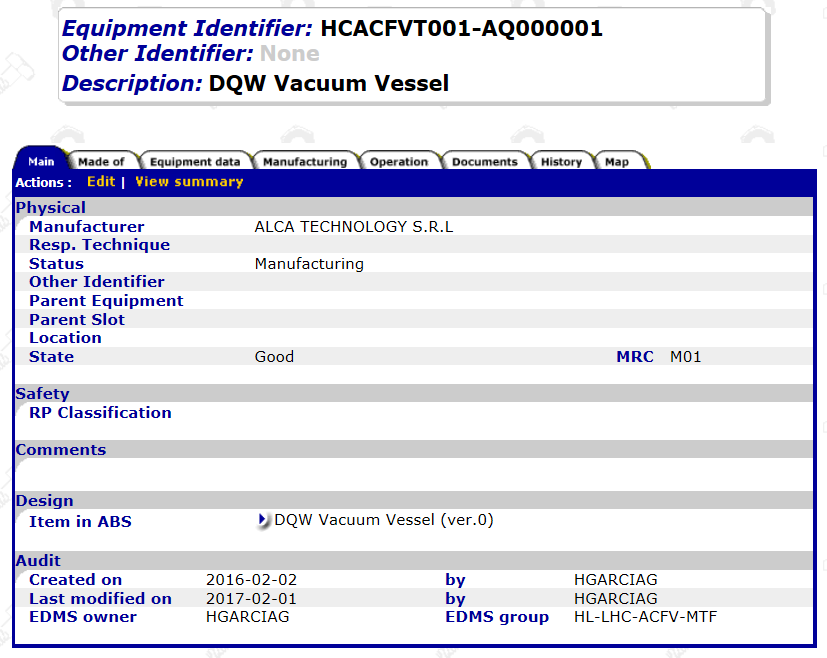 Equipment Identifier: HCACFVT001-AQ000001
Other Identifier: None
Description: DQW Vacuum Vessel
Main Made of Equipment data Manufacturing Operation Documents History Map
Actions : Edit | View summary
Physical
Manufacturer ALCA TECHNOLOGY S.R.L
Resp. Technique
Status Manufacturing
Other Identifier
Parent Equipment
Parent Slot
Location
State Good MRC M01
Safety
RP Classification
Comments
Design
Item in ABS DQW Vacuum Vessel (ver.0)
Audit
Created on 2016-02-02 by HGARCIAG
Last modified on 2017-02-01 by HGARCIAG
EDMS owner HGARCIAG EDMS group HL-LHC-ACFV-MTF